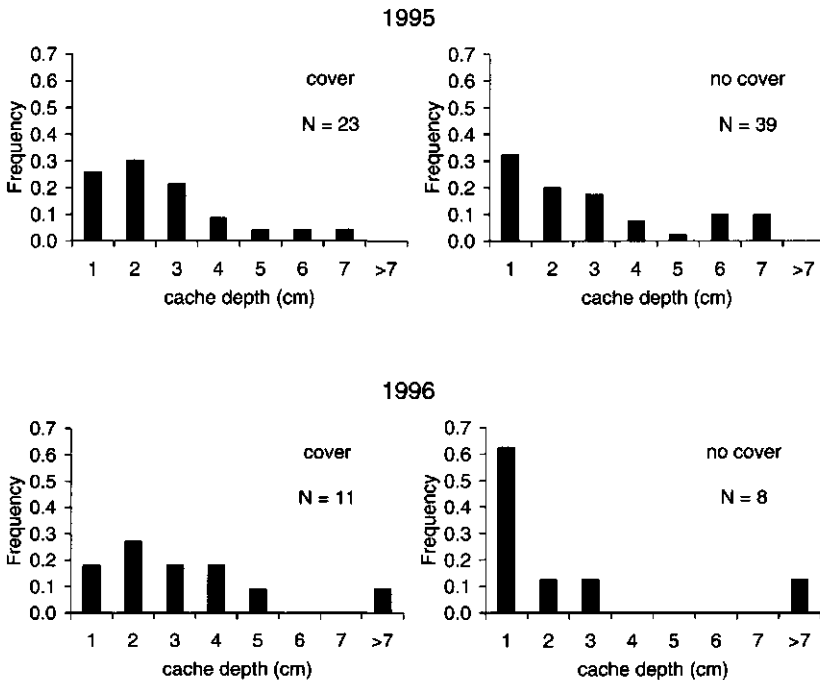 1995
0.7
0.6
0.5
0.4
0.3
0.2
0.1
0.0
Frequency
cover
N = 23
1 2 3 4 5 6 7 >7
cache depth (cm)
0.7
0.6
0.5
0.4
0.3
0.2
0.1
0.0
Frequency
no cover
N = 39
1 2 3 4 5 6 7 >7
cache depth (cm)
1996
0.7
0.6
0.5
0.4
0.3
0.2
0.1
0.0
Frequency
cover
N = 11
1 2 3 4 5 6 7 >7
cache depth (cm)
0.7
0.6
0.5
0.4
0.3
0.2
0.1
0.0
Frequency
no cover
N = 8
1 2 3 4 5 6 7 >7
cache depth (cm)